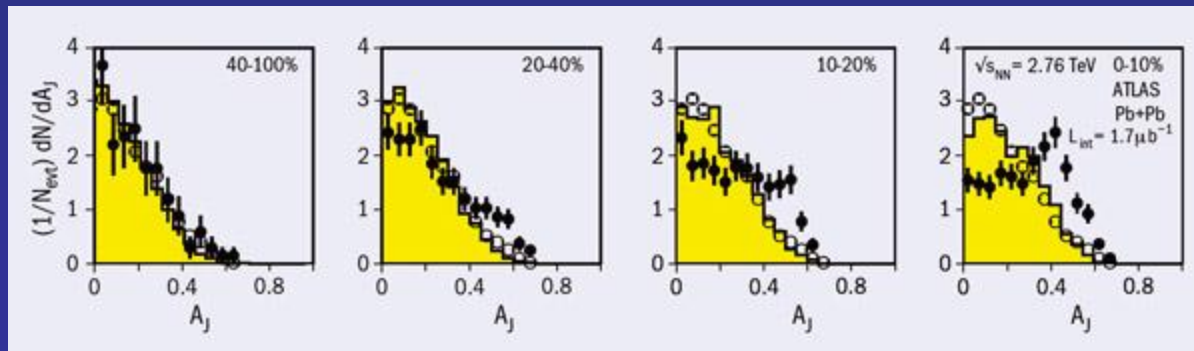 (1/N_evt) dN/dA_J
4
3
2
1
0
40-100%
0 0.4 0.8
A_J
4
3
2
1
0
20-40%
0 0.4 0.8
A_J
4
3
2
1
0
10-20%
0 0.4 0.8
A_J
4
3
2
1
0
√s_NN = 2.76 TeV 0-10%
ATLAS
Pb+Pb
L_int = 1.7μb⁻¹
0 0.4 0.8
A_J